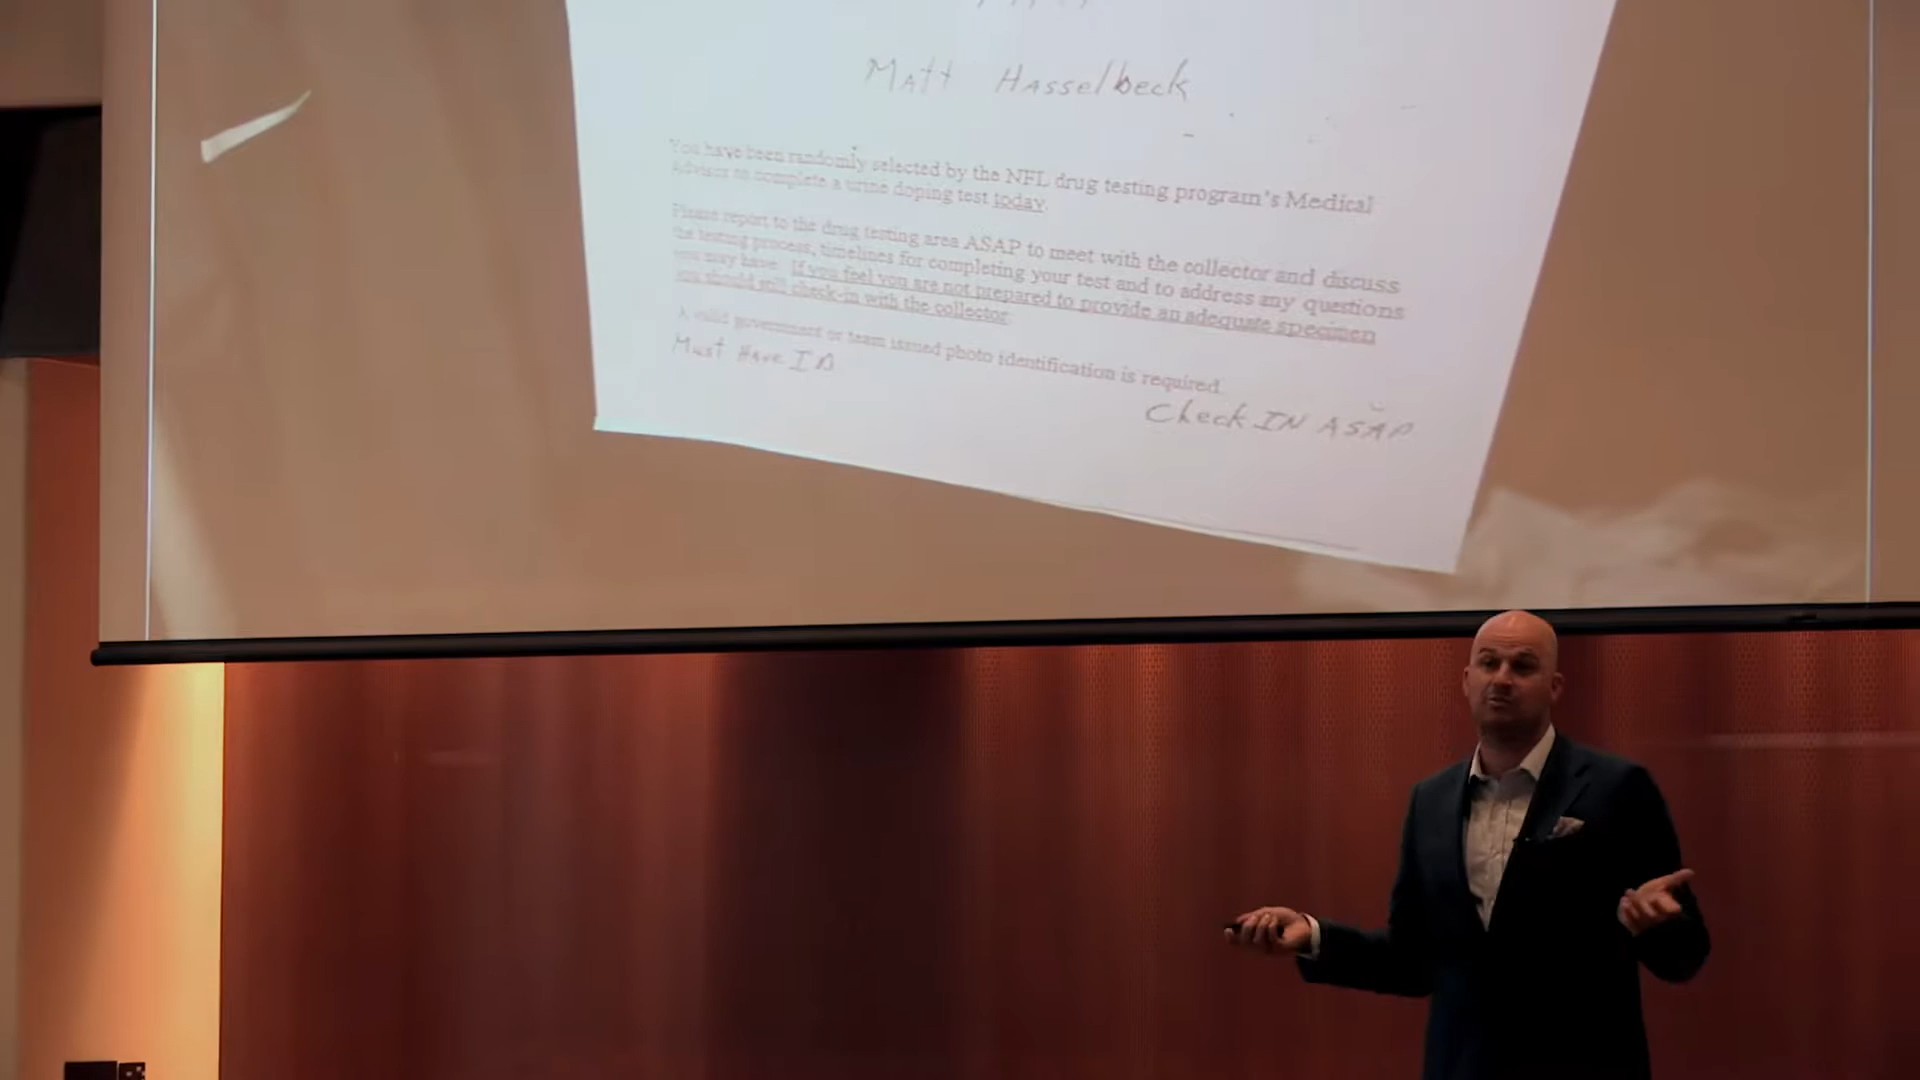 Matt Hasselbeck
You have been randomly selected by the NFL drug testing program's Medical
Advisor to complete a urine doping test today.
Please report to the drug testing area ASAP to meet with the collector and discuss
the testing process, timelines for completing your test and to address any questions
you may have. If you feel you are not prepared to provide an adequate specimen
you should still check-in with the collector.
A valid government or team issued photo identification is required.
Must Have ID
Check IN ASAP